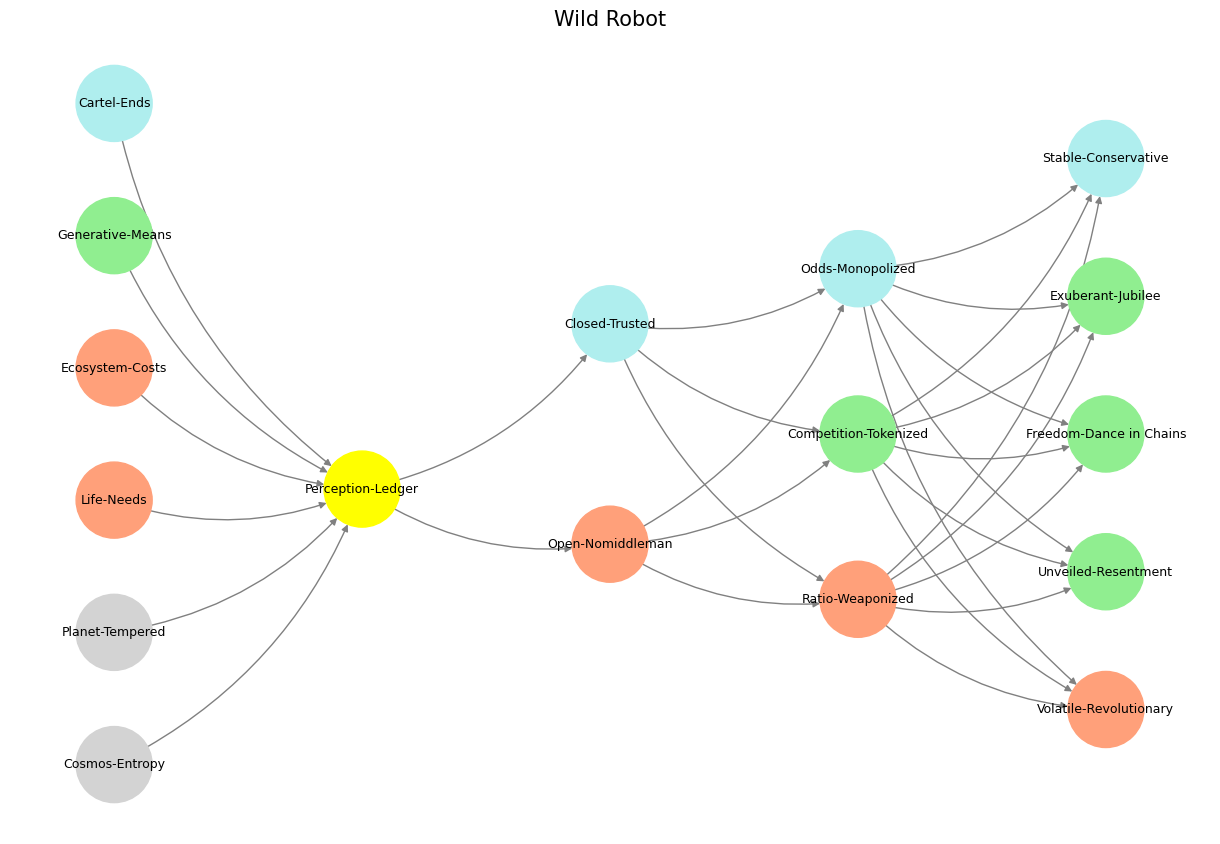 Wild Robot
Cartel-Ends
Generative-Means
Ecosystem-Costs
Life-Needs
Planet-Tempered
Cosmos-Entropy
Perception-Ledger
Closed-Trusted
Open-Nomiddleman
Odds-Monopolized
Competition-Tokenized
Ratio-Weaponized
Stable-Conservative
Exuberant-Jubilee
Freedom-Dance in Chains
Unveiled-Resentment
Volatile-Revolutionary